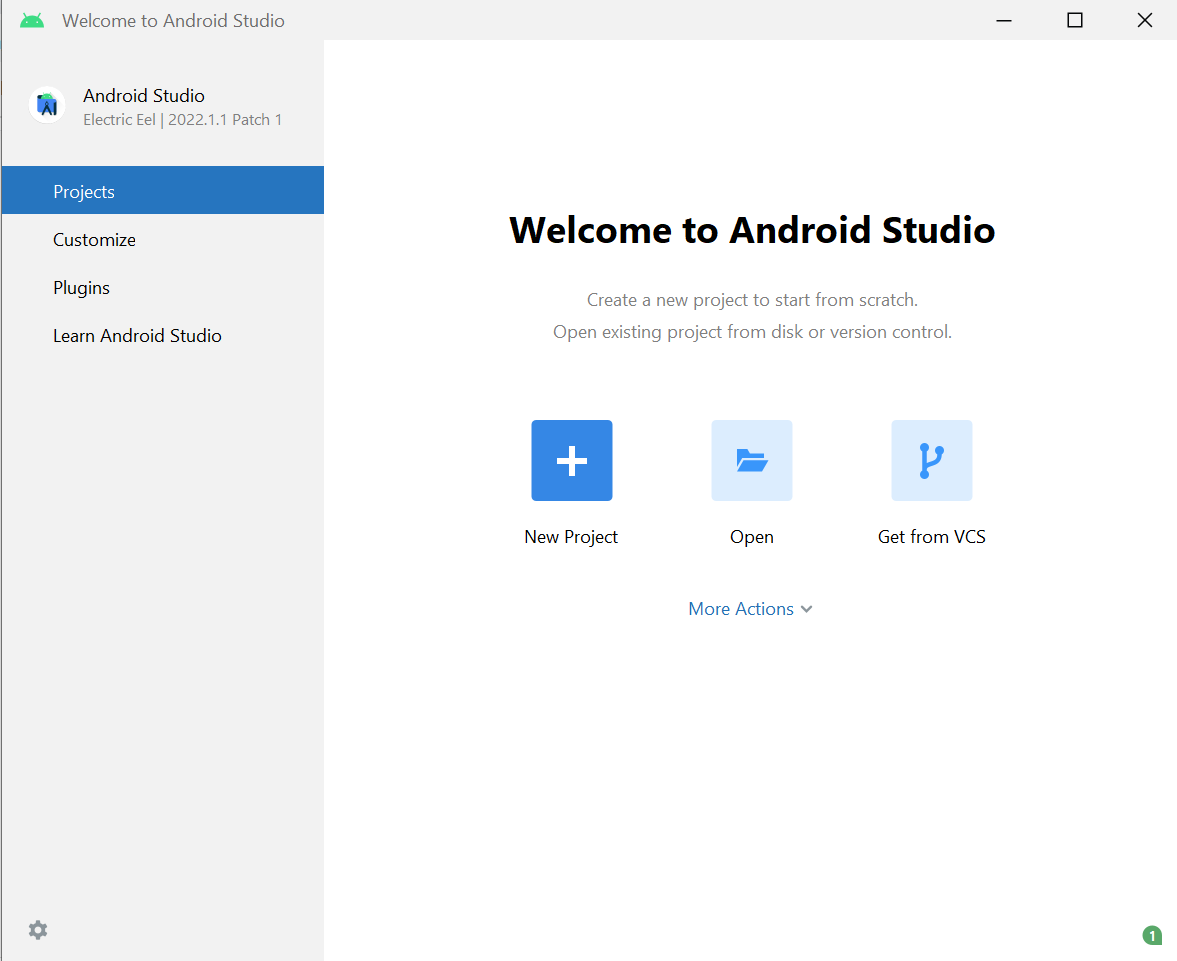 Welcome to Android Studio
Android Studio
Electric Eel | 2022.1.1 Patch 1
Projects
Customize
Plugins
Learn Android Studio
Welcome to Android Studio
Create a new project to start from scratch.
Open existing project from disk or version control.
New Project
Open
Get from VCS
More Actions
1